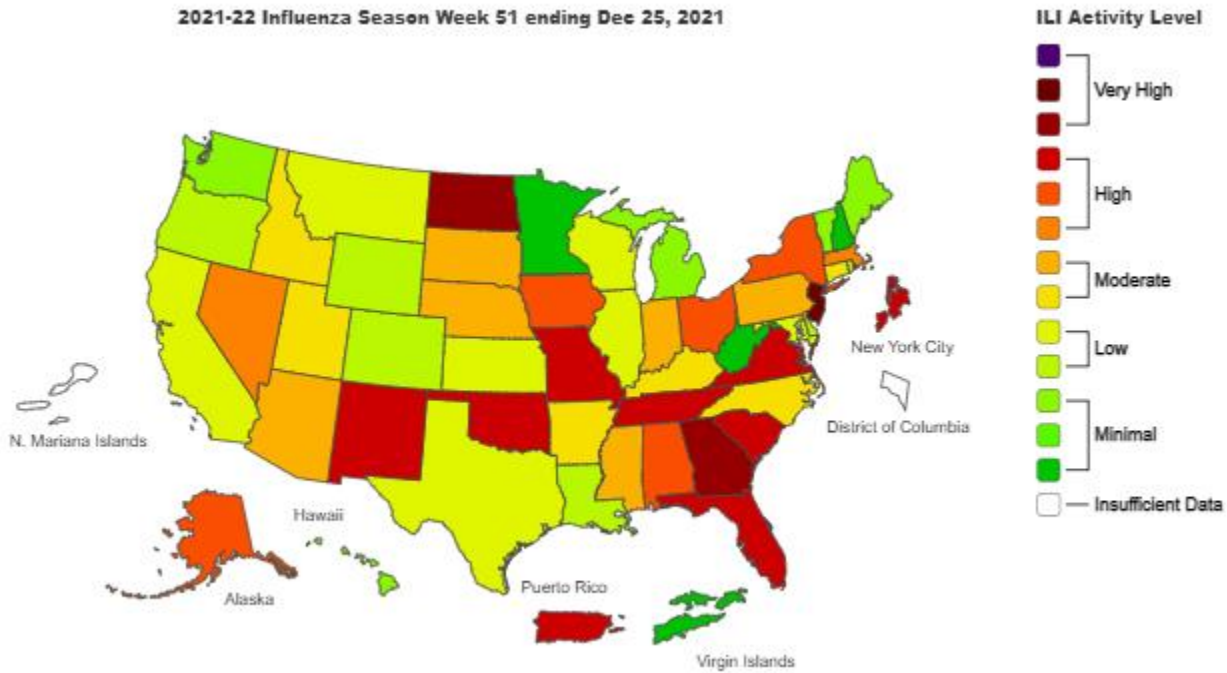 2021-22 Influenza Season Week 51 ending Dec 25, 2021
ILI Activity Level
Very High
High
Moderate
Low
Minimal
Insufficient Data
New York City
District of Columbia
N. Mariana Islands
Hawaii
Alaska
Puerto Rico
Virgin Islands